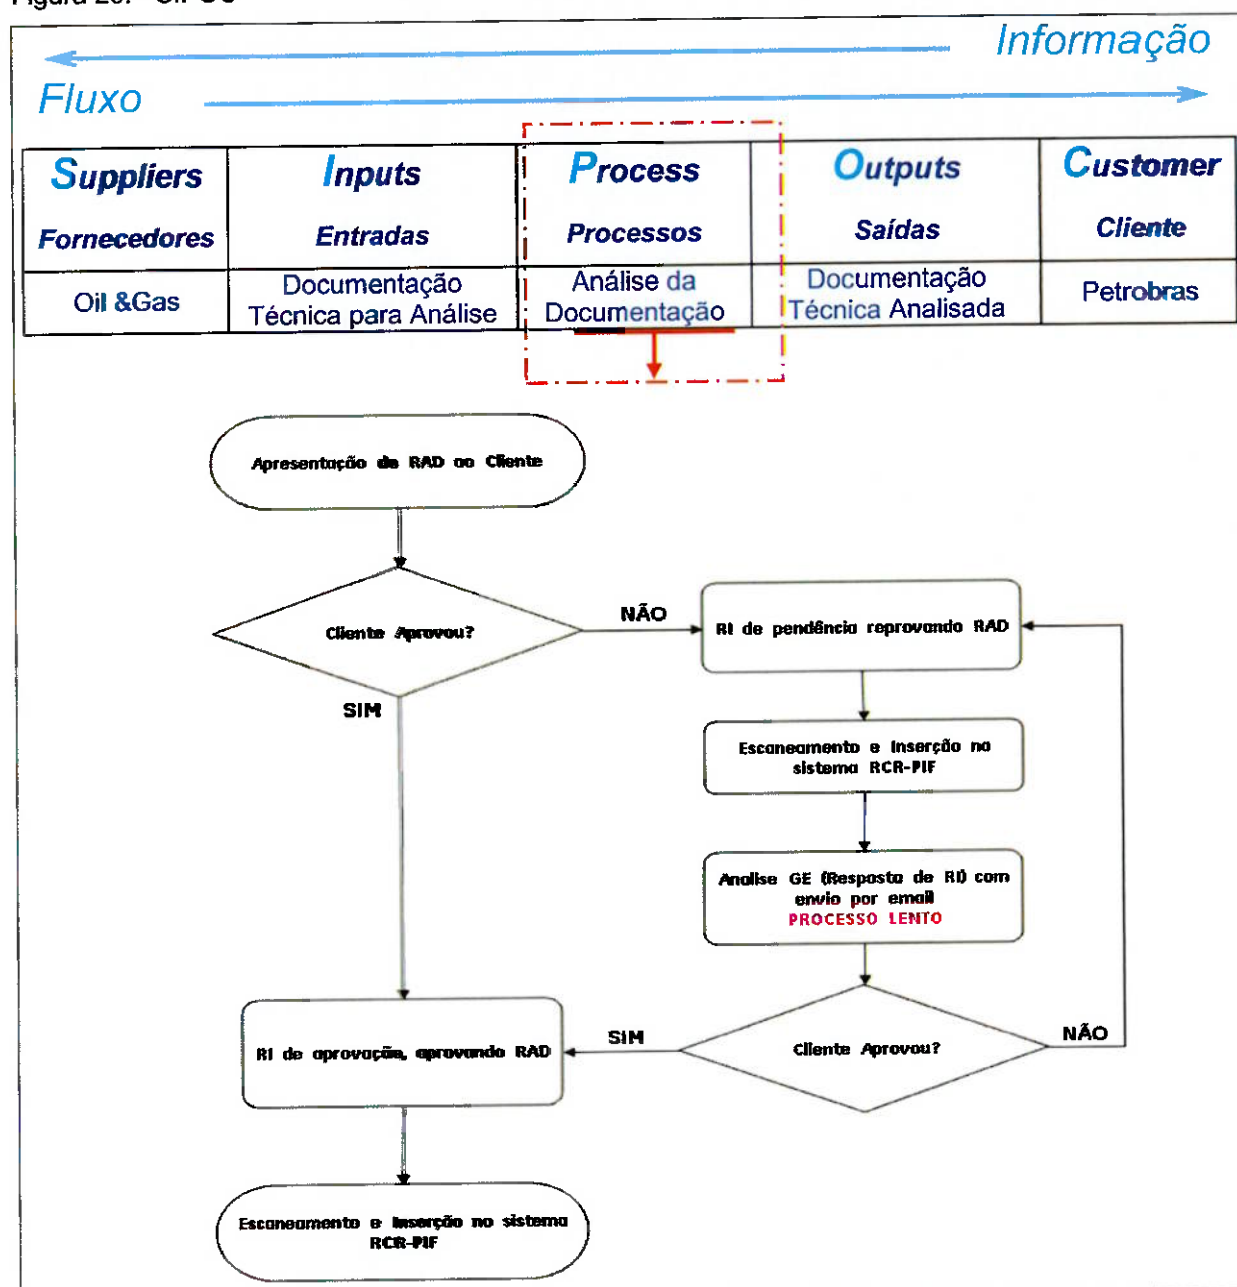 Informação
Fluxo
Suppliers Inputs Process Outputs Customer
Fornecedores Entradas Processos Saídas Cliente
Oil &Gas
Documentação
Técnica para Análise
Análise da
Documentação
Documentação
Técnica Analisada
Petrobras
Apresentação de RAD ao Cliente
Cliente Aprovou?
NÃO
SIM
RI de pendência reprovando RAD
Escaneamento e Inserção no
sistema RCR-PIF
Analise GE (Resposta de RI) com
envio por email
PROCESSO LENTO
Cliente Aprovou?
NÃO
SIM
RI de aprovação, aprovando RAD
Escaneamento e Inserção no sistema
RCR-PIF